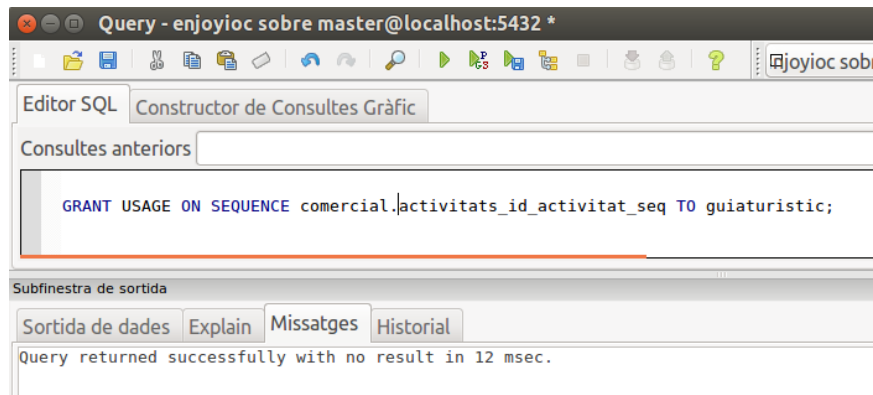 Query - enjoyioc sobre master@localhost:5432 *
Editor SQL Constructor de Consultes Gràfic
Consultes anteriors
GRANT USAGE ON SEQUENCE comercial.activitats_id_activitat_seq TO guiaturistic;
Subfinestra de sortida
Sortida de dades Explain Missatges Historial
Query returned successfully with no result in 12 msec.